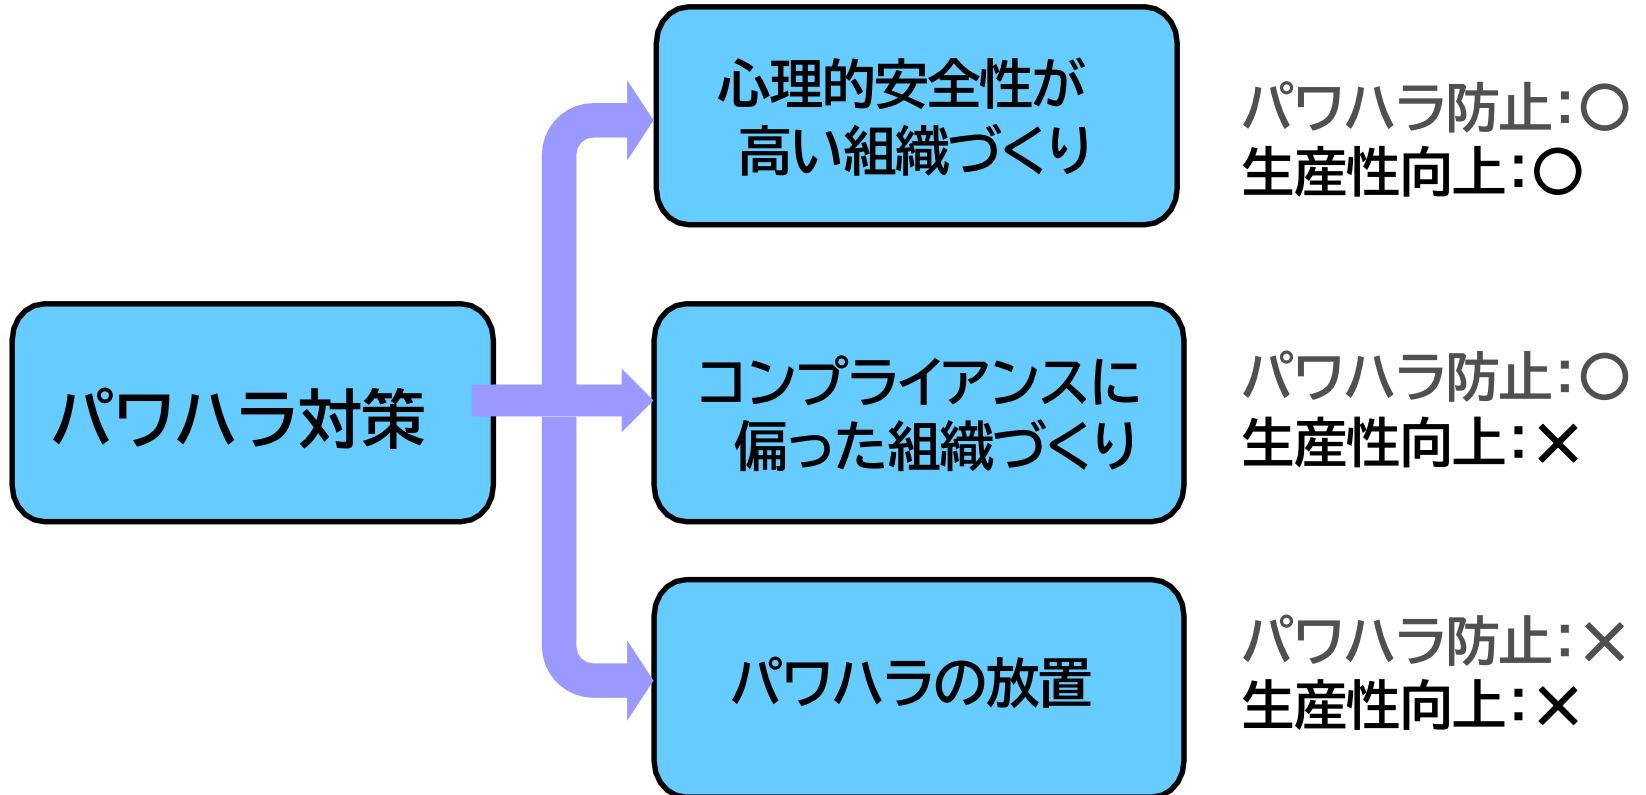 心理的安全性が
高い組織づくり
パワハラ防止：〇
生産性向上：〇
パワハラ対策
コンプライアンスに
偏った組織づくり
パワハラ防止：〇
生産性向上：×
パワハラの放置
パワハラ防止：×
生産性向上：×